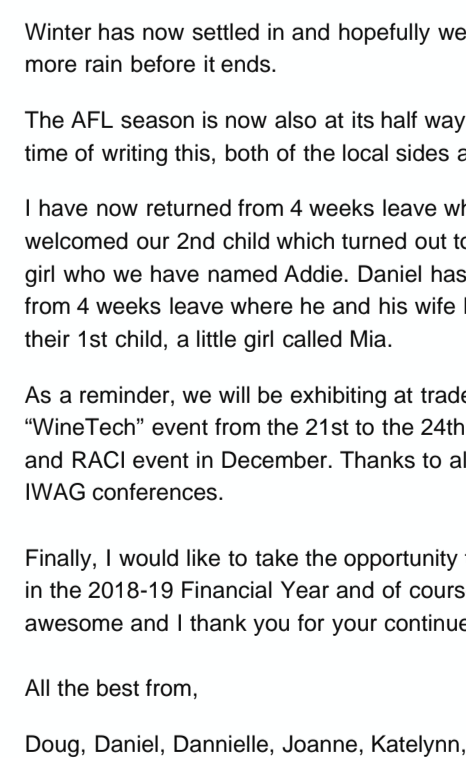 Winter has now settled in and hopefully we
more rain before it ends.
The AFL season is now also at its half way
time of writing this, both of the local sides
I have now returned from 4 weeks leave
welcomed our 2nd child which turned out to
girl who we have named Addie. Daniel has
from 4 weeks leave where he and his wife
their 1st child, a little girl called Mia.
As a reminder, we will be exhibiting at
“WineTech” event from the 21st to the 24th
and RACI event in December. Thanks to
IWAG conferences.
Finally, I would like to take the opportunity
in the 2018-19 Financial Year and of
awesome and I thank you for your
All the best from,
Doug, Daniel, Dannielle, Joanne, Katelynn,